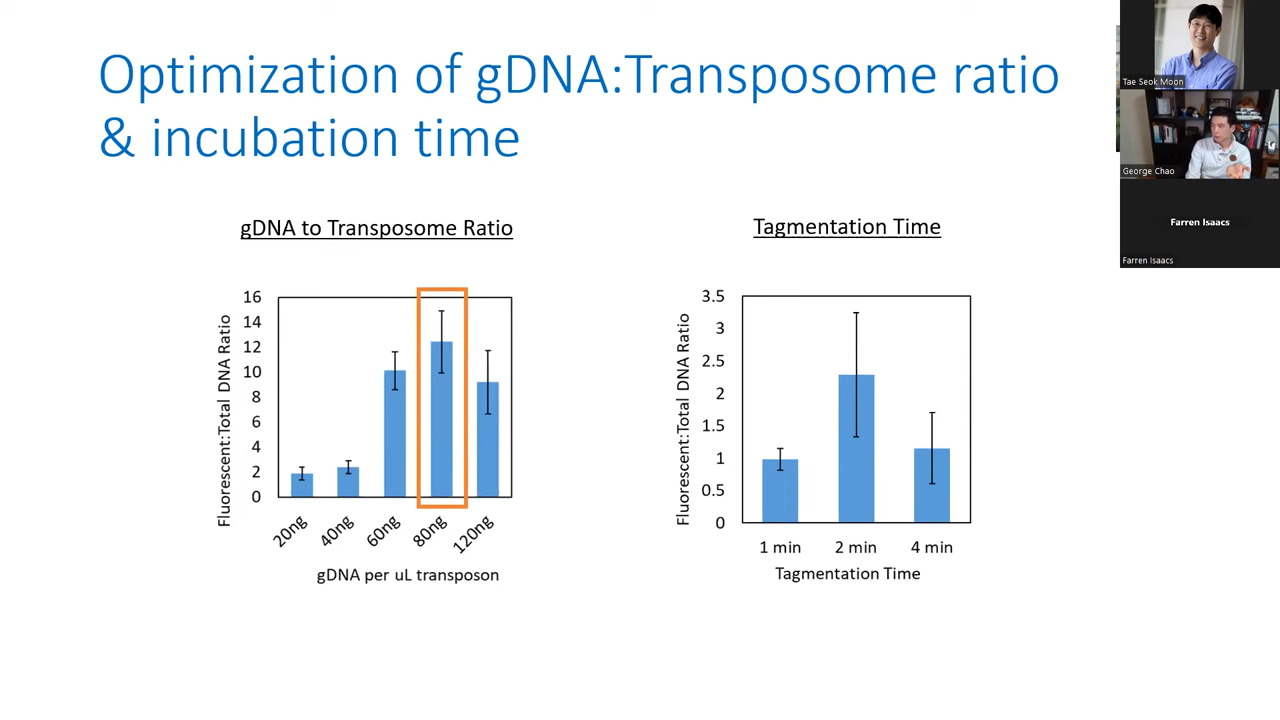 Optimization of gDNA:Transposome ratio
& incubation time
gDNA to Transposome Ratio
Fluorescent:Total DNA Ratio
16
14
12
10
8
6
4
2
0
20ng
40ng
60ng
80ng
120ng
gDNA per uL transposon
Tagmentation Time
Fluorescent:Total DNA Ratio
3.5
3
2.5
2
1.5
1
0.5
0
1 min
2 min
4 min
Tagmentation Time
Tae Seok Moon
George Chao
Farren Isaacs
Farren Isaacs